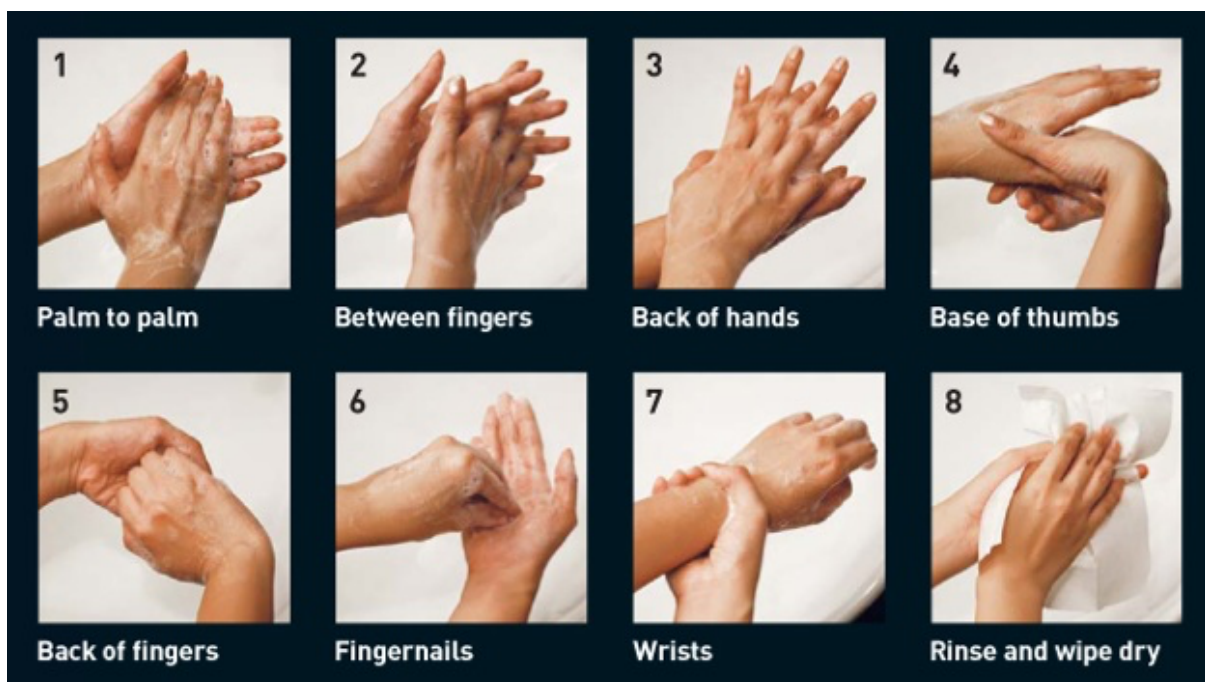 1
2
3
4
Palm to palm
Between fingers
Back of hands
Base of thumbs
5
6
7
8
Back of fingers
Fingernails
Wrists
Rinse and wipe dry